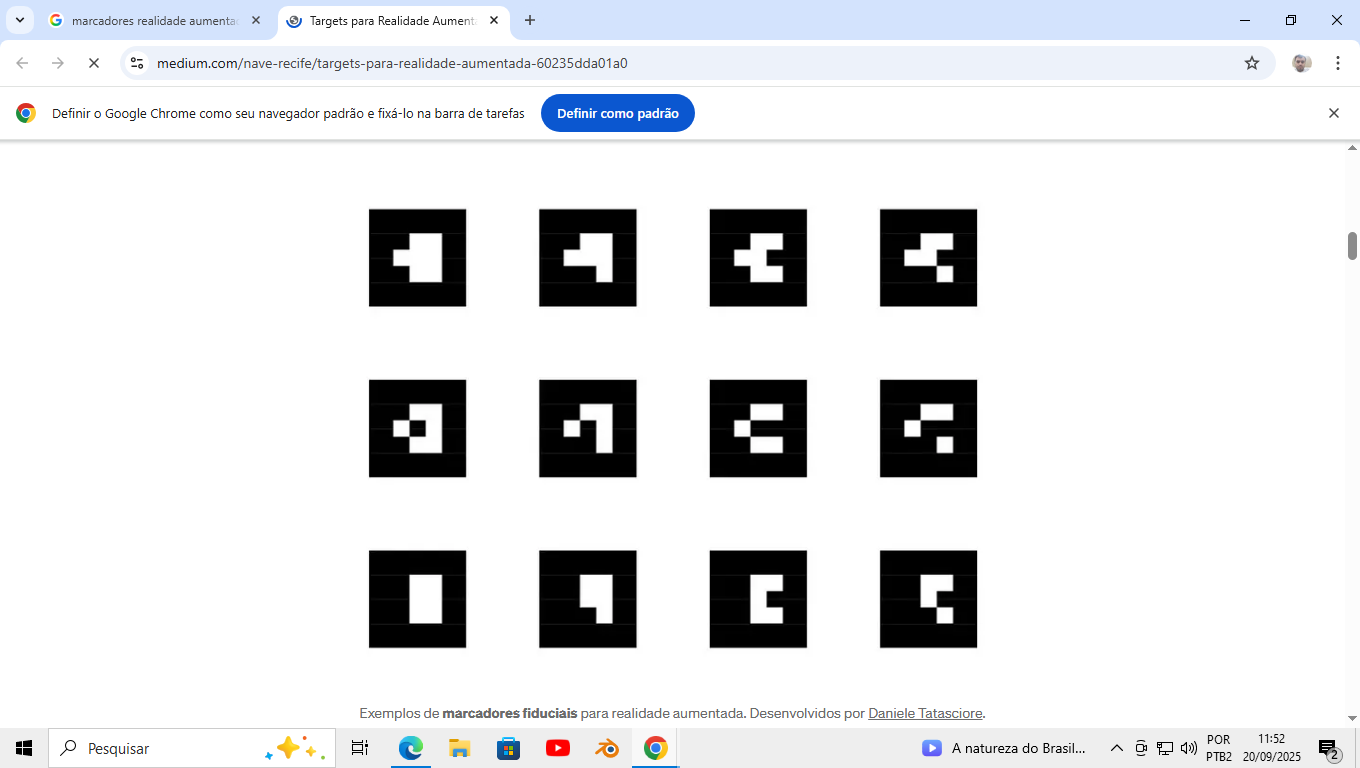 marcadores realidade aumenta
Targets para Realidade Aument
medium.com/nave-recife/targets-para-realidade-aumentada-60235dda01a0
Definir o Google Chrome como seu navegador padrão e fixá-lo na barra de tarefas
Definir como padrão
Exemplos de marcadores fiduciais para realidade aumentada. Desenvolvidos por Daniele Tatasciore.
Pesquisar
A natureza do Brasil...
POR
PTB2
11:52
20/09/2025
2